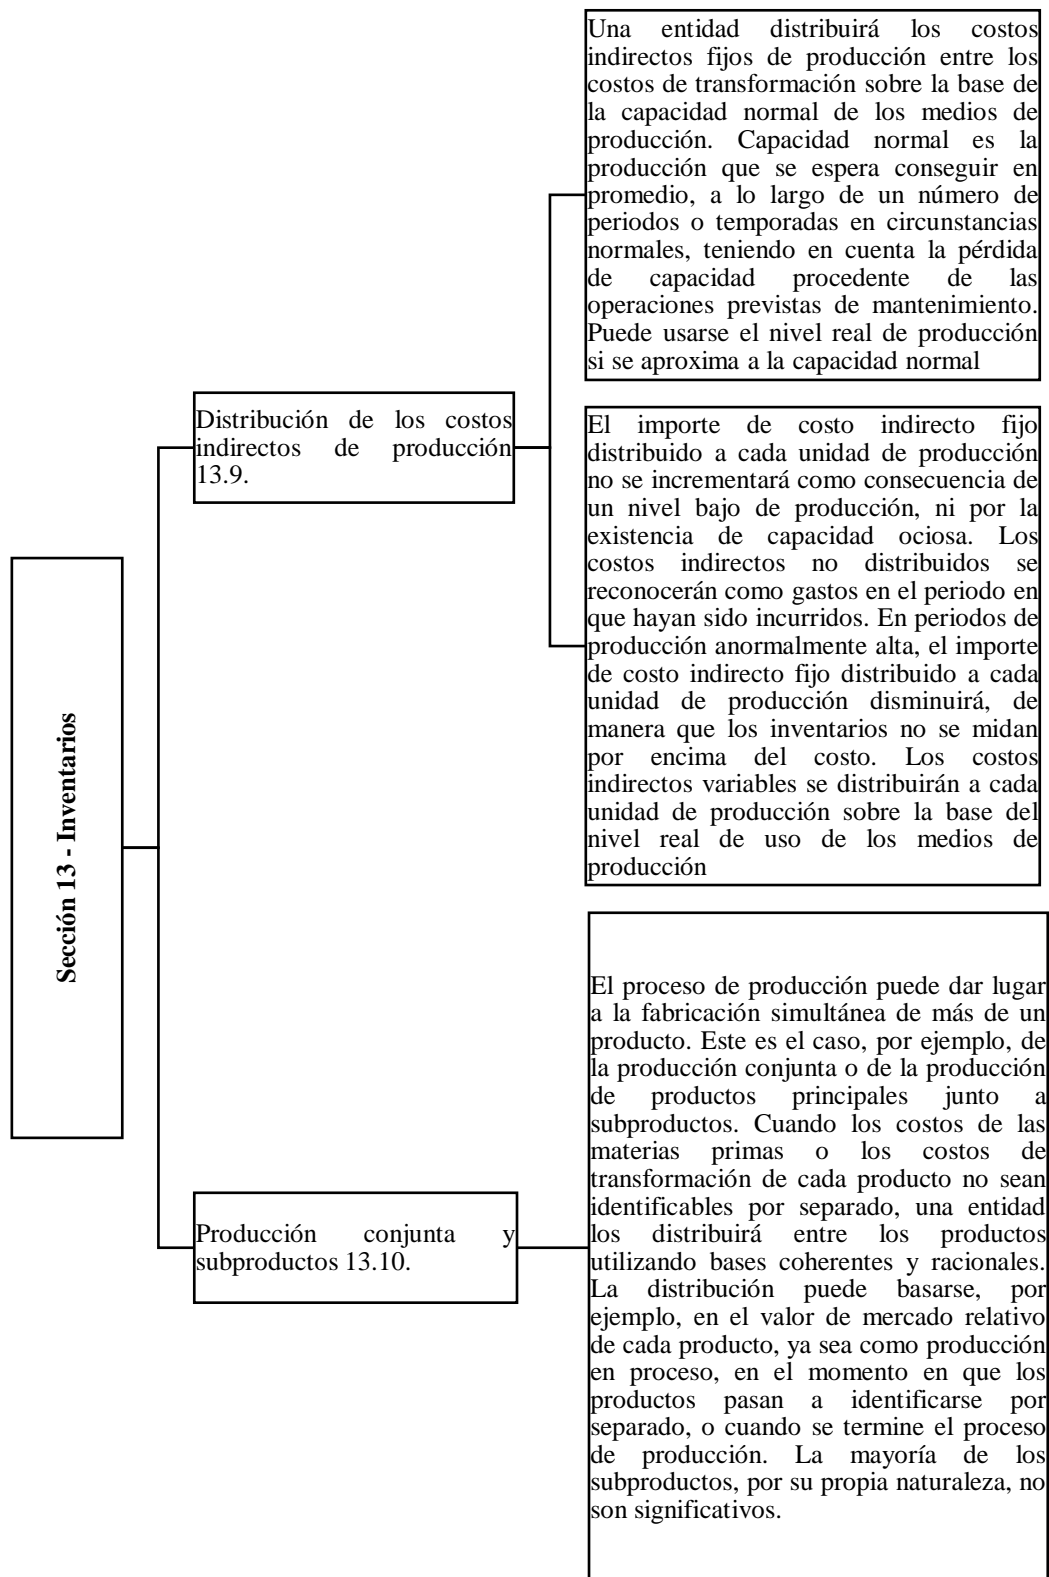 Sección 13 - Inventarios
Distribución de los costos
indirectos de producción
13.9.
Una entidad distribuirá los costos
indirectos fijos de producción entre los
costos de transformación sobre la base de
la capacidad normal de los medios de
producción. Capacidad normal es la
producción que se espera conseguir en
promedio, a lo largo de un número de
periodos o temporadas en circunstancias
normales, teniendo en cuenta la pérdida
de capacidad procedente de las
operaciones previstas de mantenimiento.
Puede usarse el nivel real de producción
si se aproxima a la capacidad normal
El importe de costo indirecto fijo
distribuido a cada unidad de producción
no se incrementará como consecuencia de
un nivel bajo de producción, ni por la
existencia de capacidad ociosa. Los
costos indirectos no distribuidos se
reconocerán como gastos en el periodo en
que hayan sido incurridos. En periodos de
producción anormalmente alta, el importe
de costo indirecto fijo distribuido a cada
unidad de producción disminuirá, de
manera que los inventarios no se midan
por encima del costo. Los costos
indirectos variables se distribuirán a cada
unidad de producción sobre la base del
nivel real de uso de los medios de
producción
Producción conjunta y
subproductos 13.10.
El proceso de producción puede dar lugar
a la fabricación simultánea de más de un
producto. Este es el caso, por ejemplo, de
la producción conjunta o de la producción
de productos principales junto a
subproductos. Cuando los costos de las
materias primas o los costos de
transformación de cada producto no sean
identificables por separado, una entidad
los distribuirá entre los productos
utilizando bases coherentes y racionales.
La distribución puede basarse, por
ejemplo, en el valor de mercado relativo
de cada producto, ya sea como producción
en proceso, en el momento en que los
productos pasan a identificarse por
separado, o cuando se termine el proceso
de producción. La mayoría de los
subproductos, por su propia naturaleza, no
son significativos.